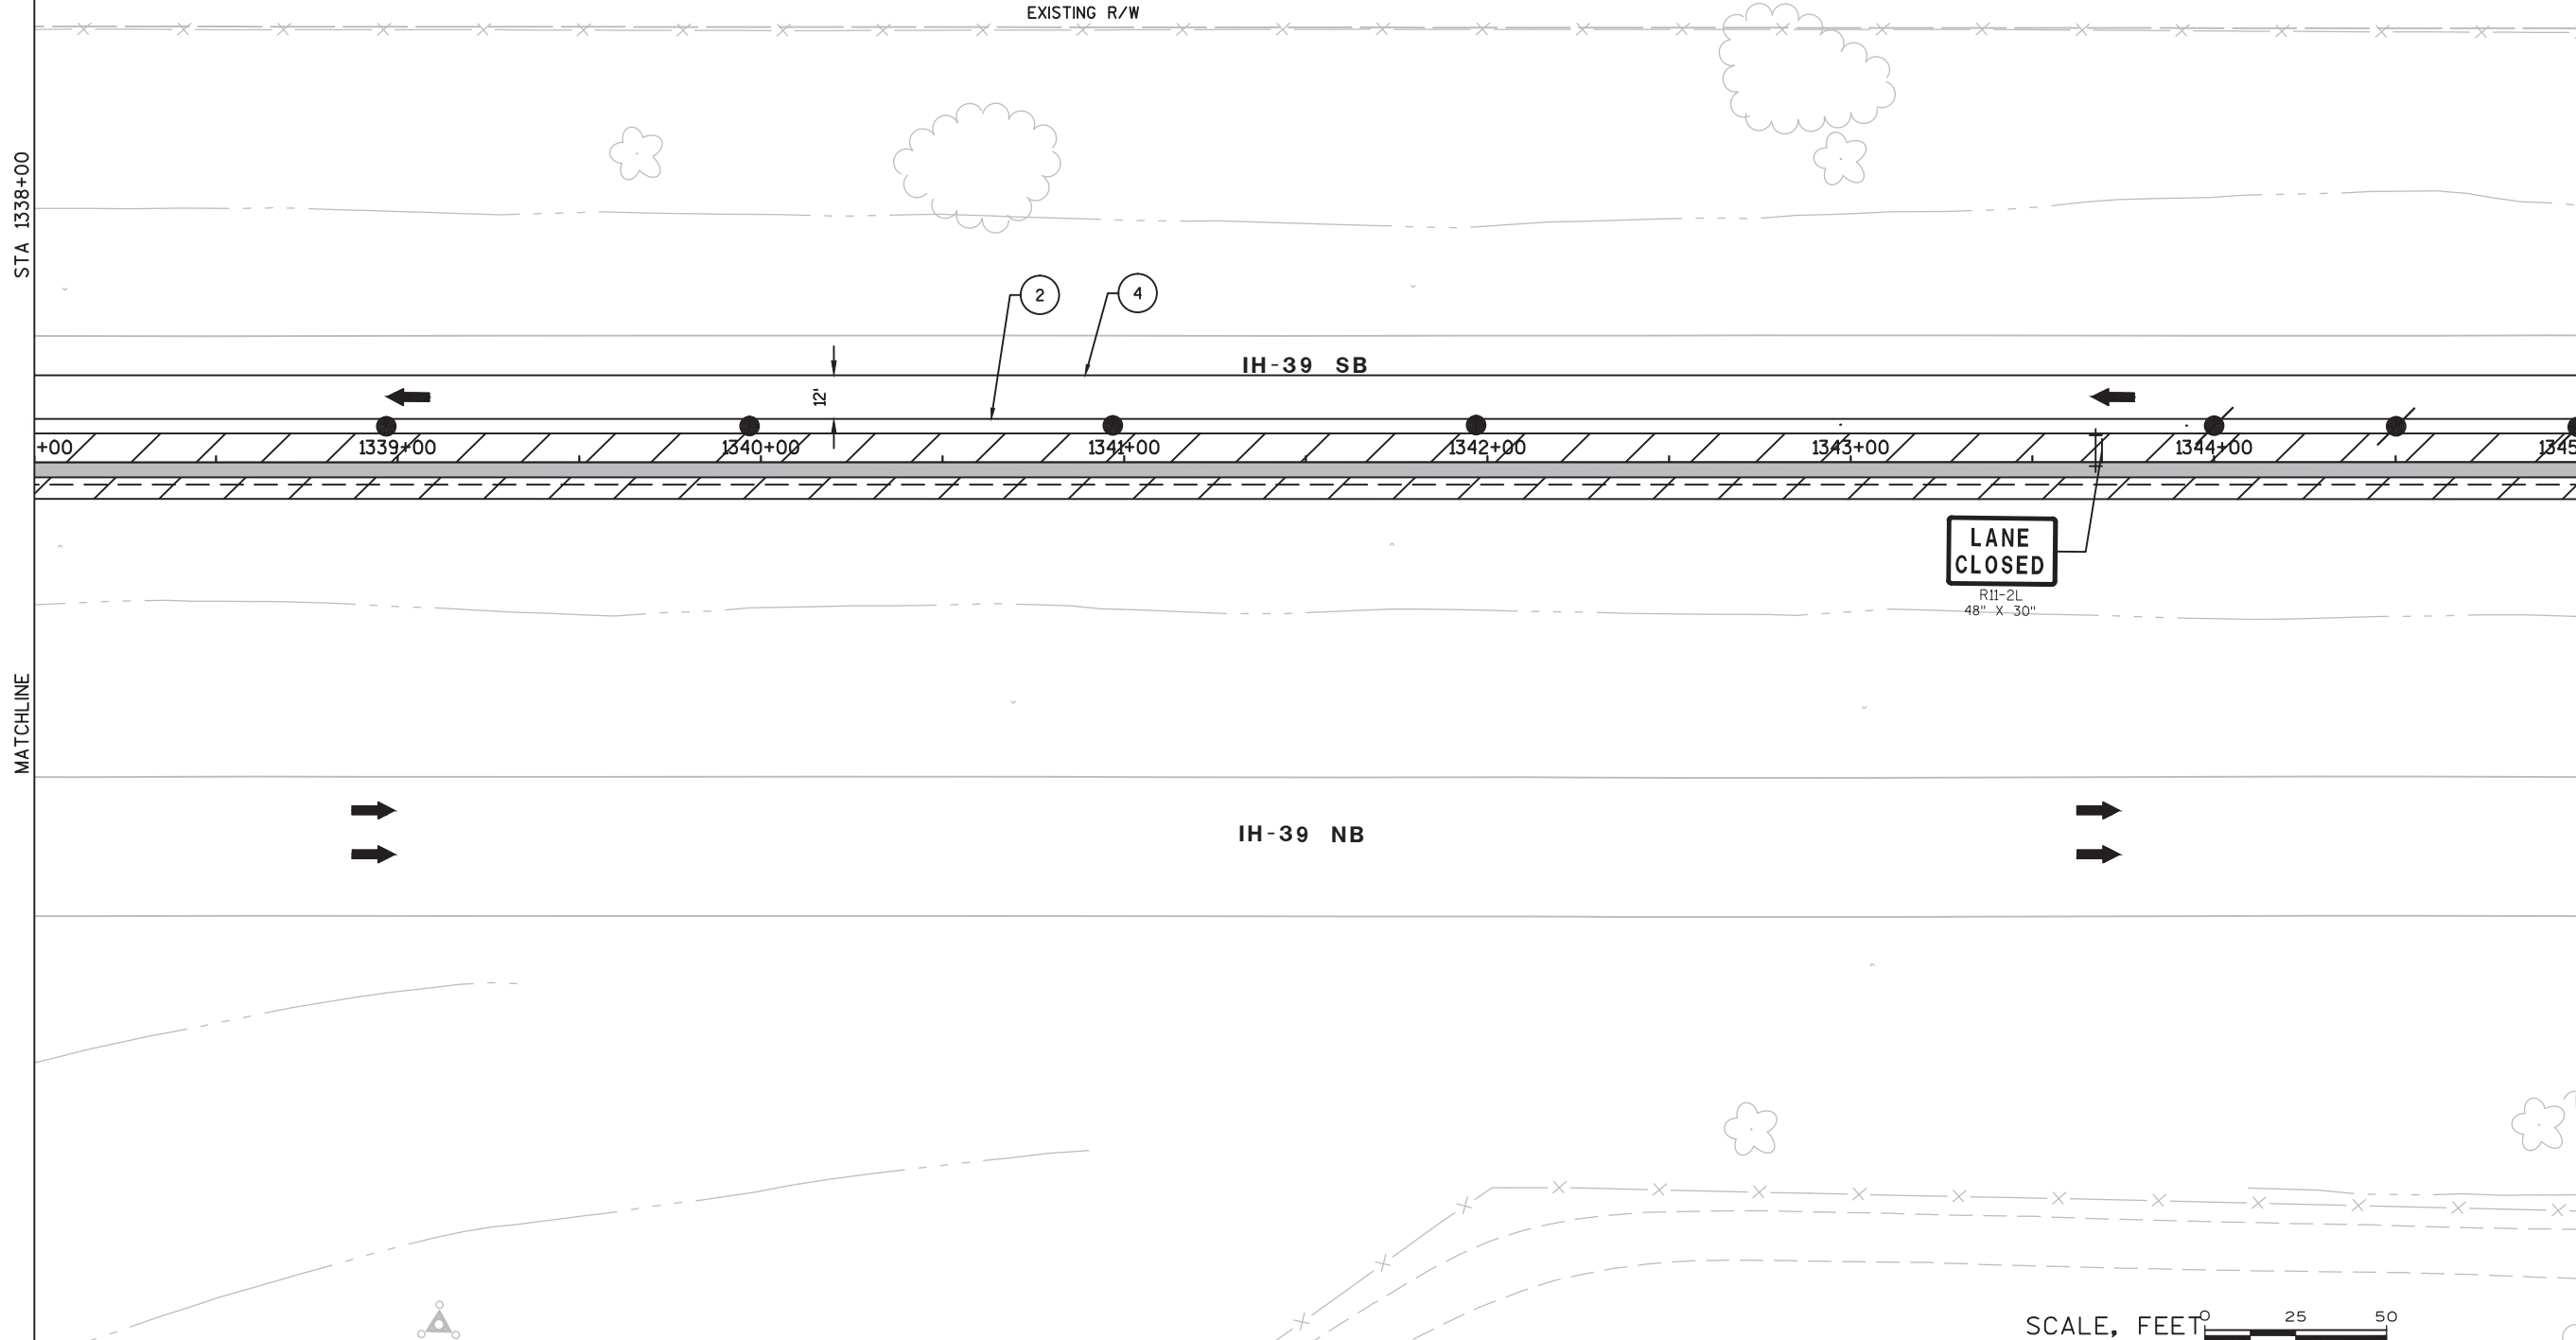 EXISTING R/W
STA 1338+00
2
4
IH-39 SB
12'
+00
1339+00
1340+00
1341+00
1342+00
1343+00
1344+00
1345
LANE
CLOSED
R11-2L
48" X 30"
MATCHLINE
IH-39 NB
SCALE, FEET
0
25
50